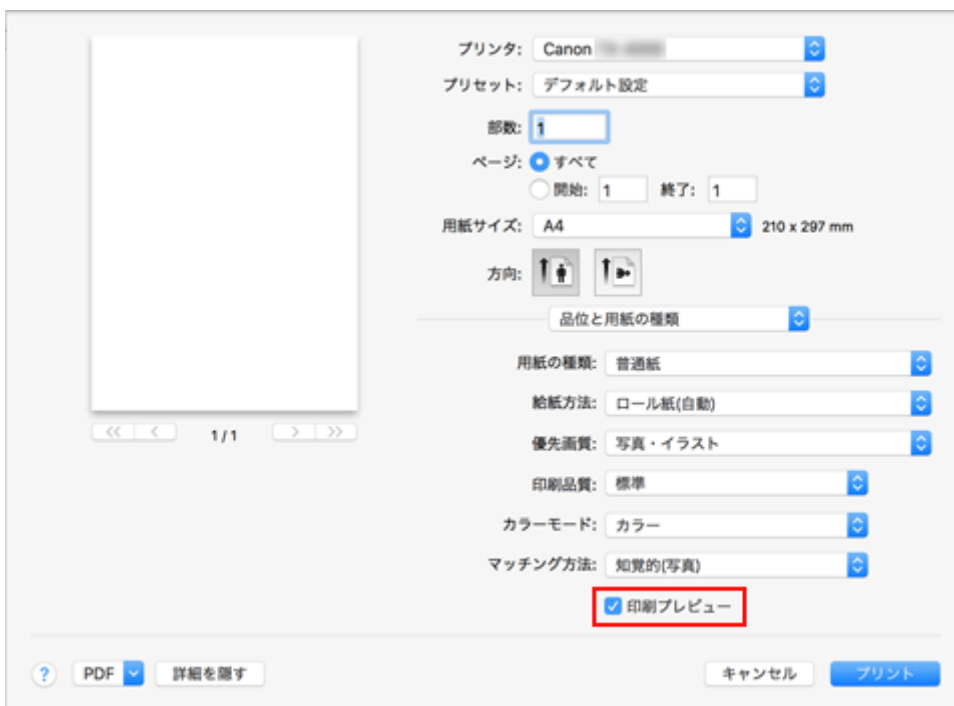 プリンタ: Canon
プリセット: デフォルト設定
部数: 1
ページ: すべて
開始: 1 終了: 1
用紙サイズ: A4 210 x 297 mm
方向:
品位と用紙の種類
用紙の種類: 普通紙
給紙方法: ロール紙(自動)
優先画質: 写真・イラスト
印刷品質: 標準
カラーモード: カラー
マッチング方法: 知覚的(写真)
印刷プレビュー
<< < 1 / 1 > >>
? PDF 詳細を隠す キャンセル プリント